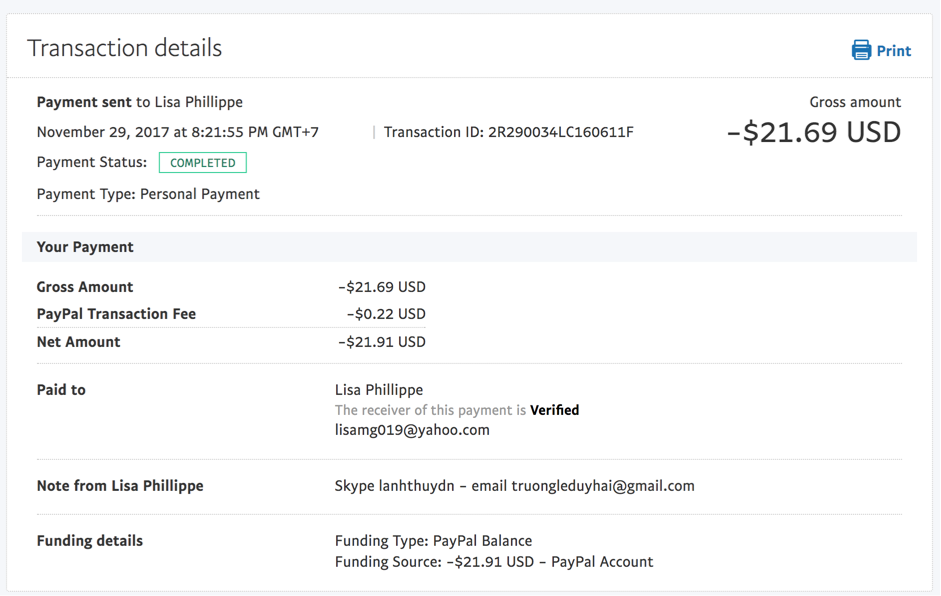 Transaction details
Print
Payment sent to Lisa Phillippe
Gross amount
November 29, 2017 at 8:21:55 PM GMT+7 | Transaction ID: 2R290034LC160611F
-$21.69 USD
Payment Status: COMPLETED
Payment Type: Personal Payment
Your Payment
Gross Amount -$21.69 USD
PayPal Transaction Fee -$0.22 USD
Net Amount -$21.91 USD
Paid to Lisa Phillippe
The receiver of this payment is Verified
lisamg019@yahoo.com
Note from Lisa Phillippe Skype lanhthuydn – email truongleduyhai@gmail.com
Funding details Funding Type: PayPal Balance
Funding Source: -$21.91 USD – PayPal Account